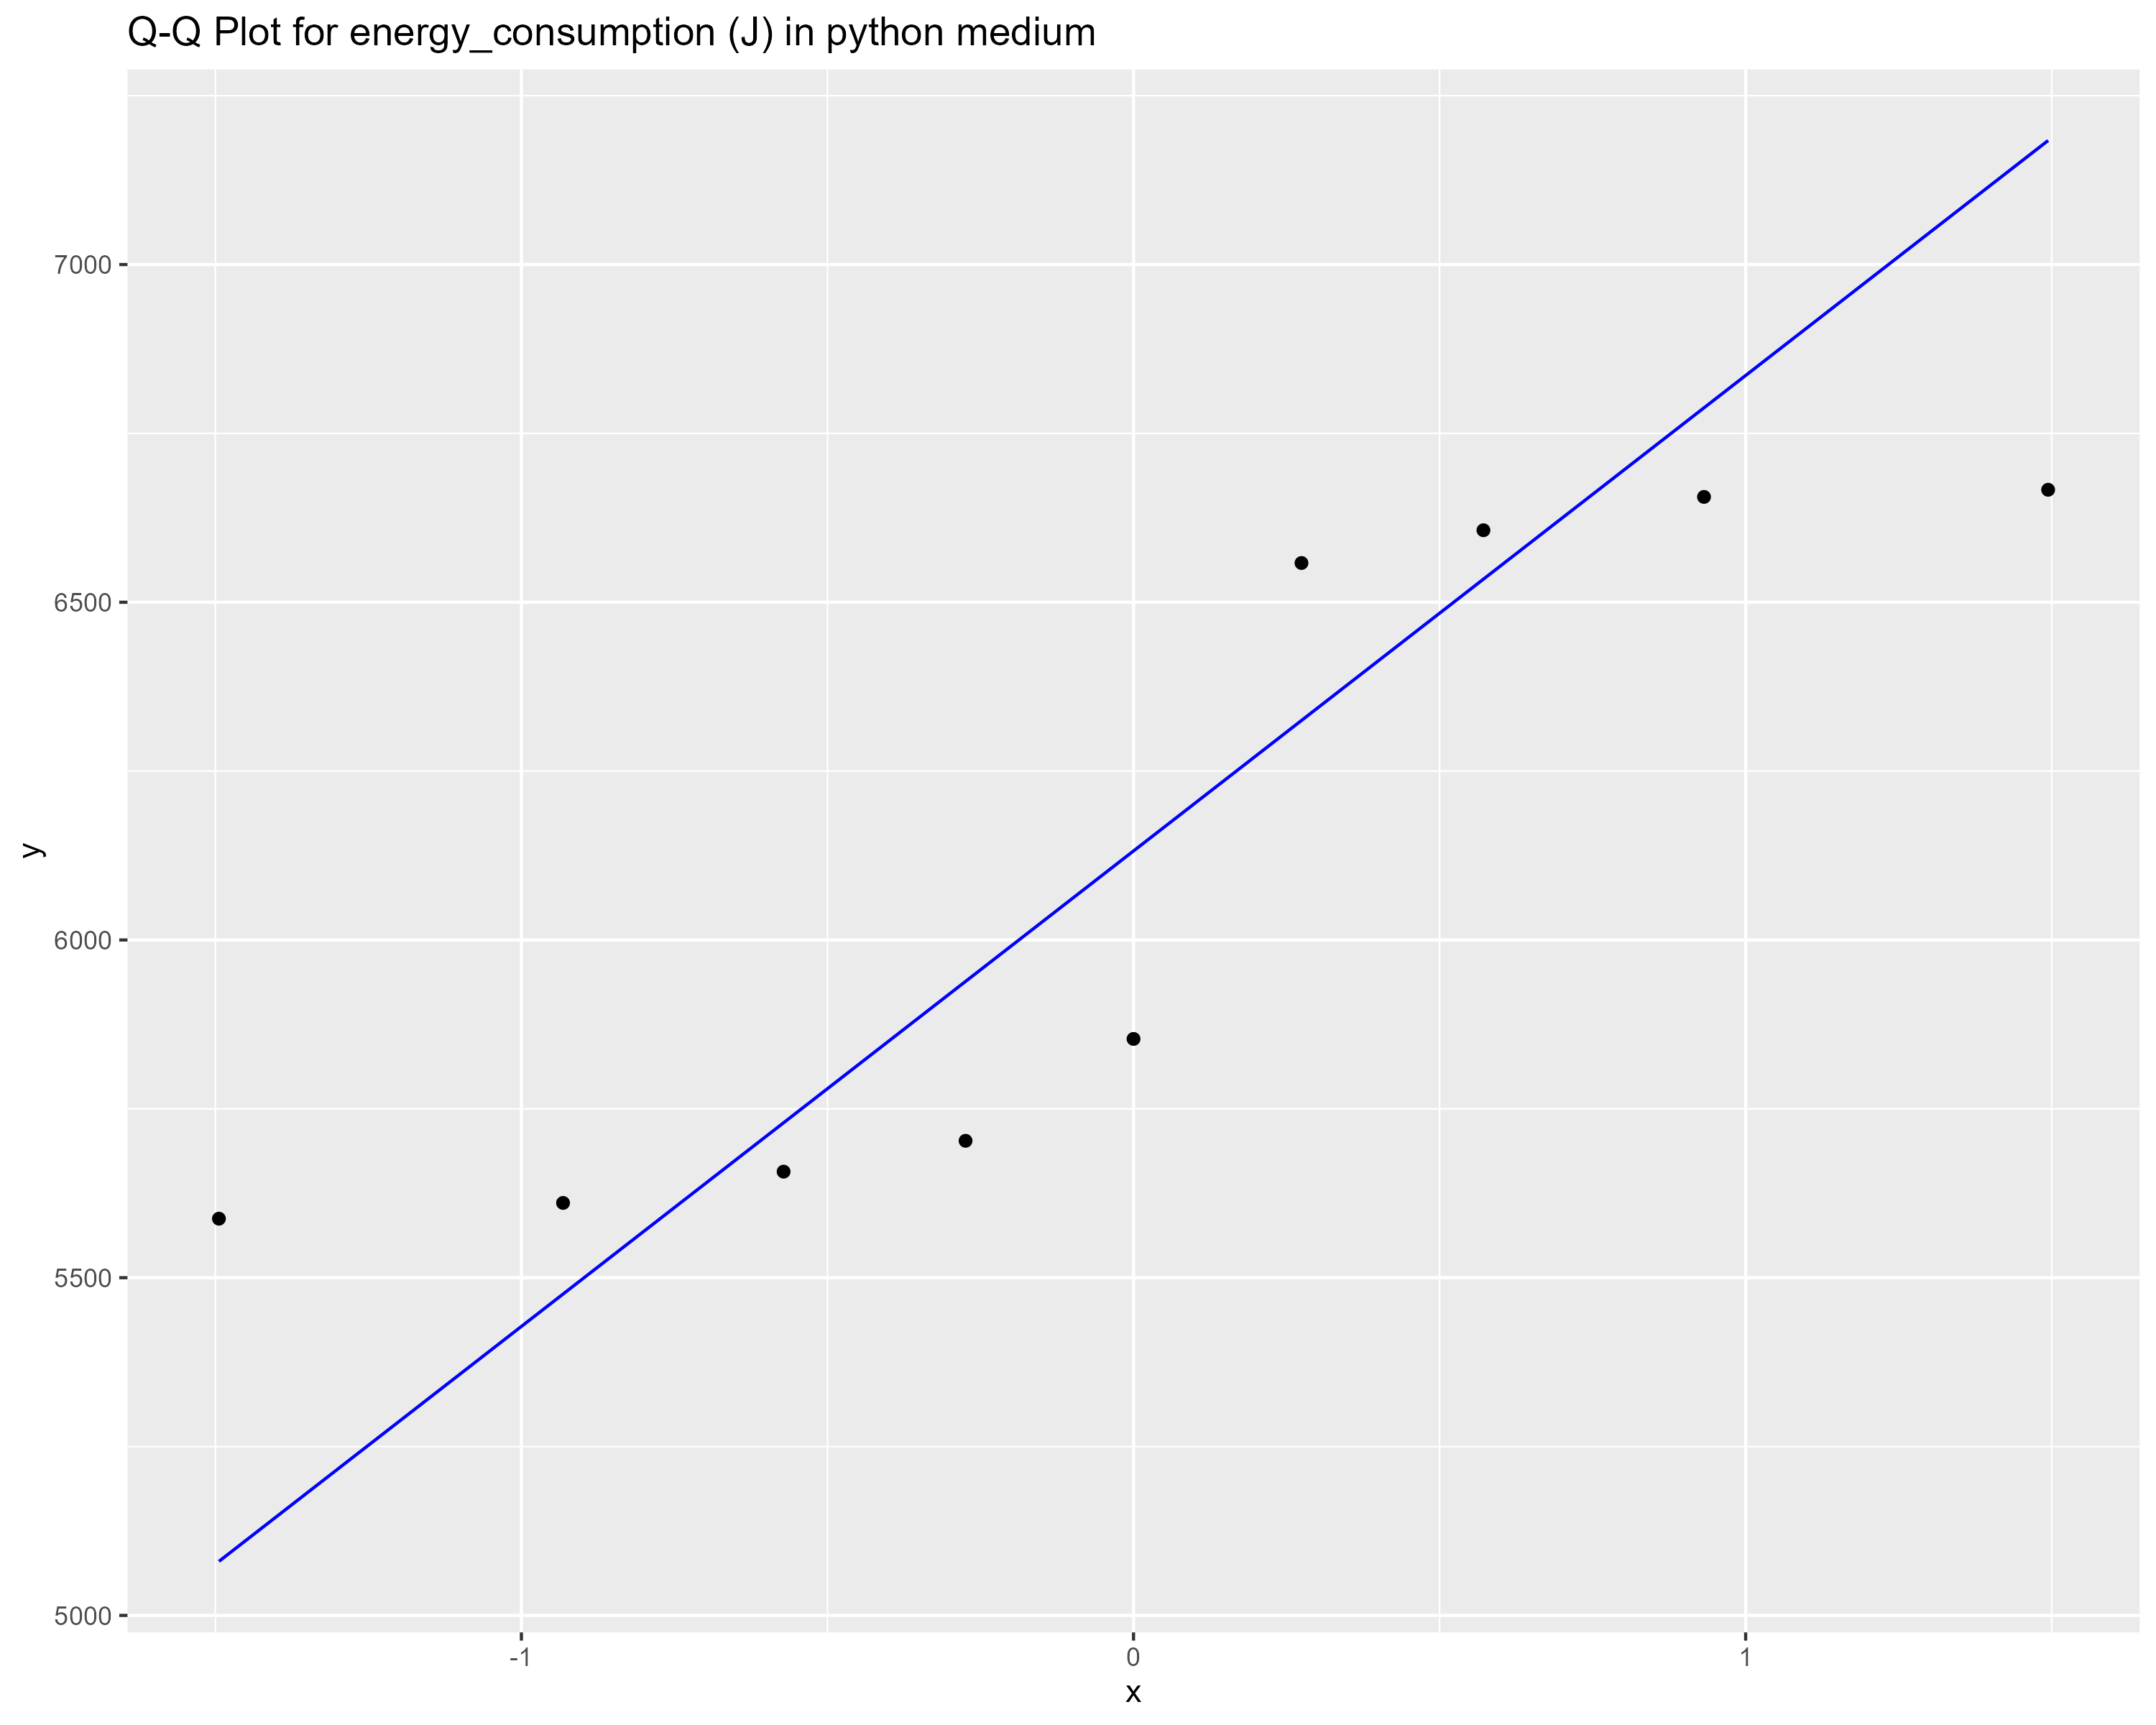 Q-Q Plot for energy_consumption (J) in python medium
7000
6500
6000
5500
5000
y
-1
0
1
x